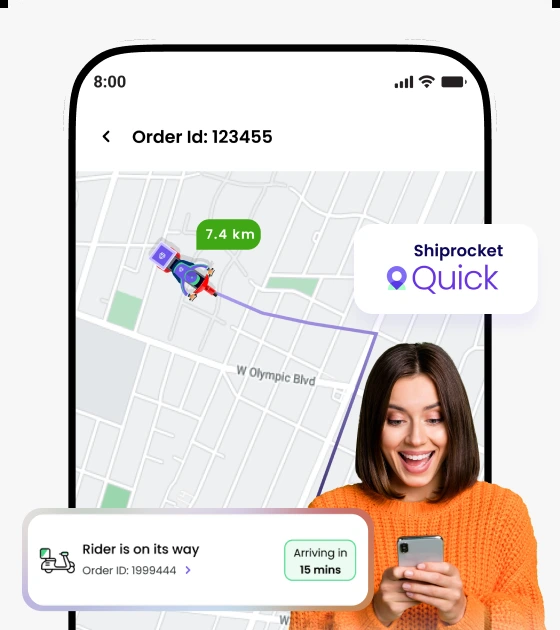 8:00
Order Id: 123455
7.4 km
Shiprocket
Quick
W Olympic Blvd
Rider is on its way
Order ID: 1999444
Arriving in
15 mins
W